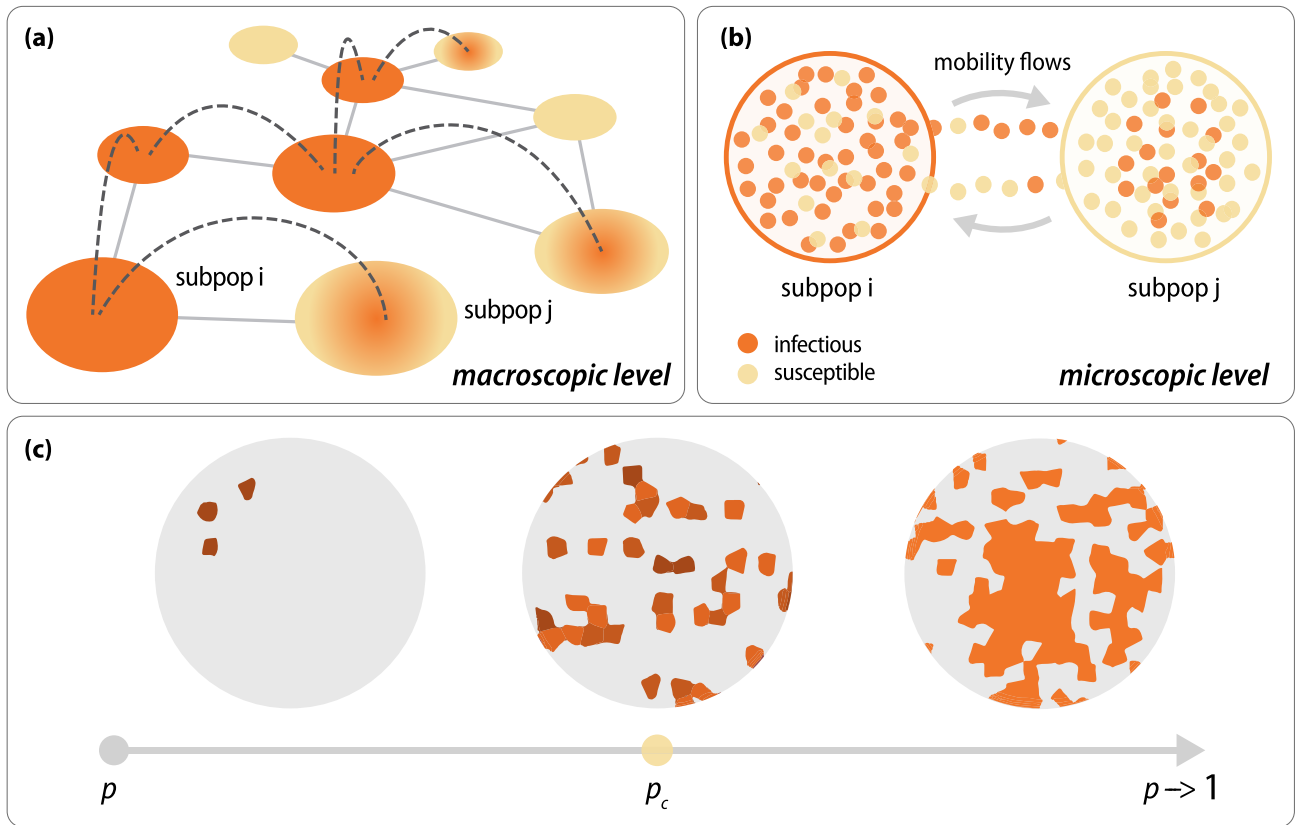 (a)
subpop i
subpop j
macroscopic level
(b)
mobility flows
subpop i
subpop j
infectious
susceptible
microscopic level
(c)
p
pc
p –> 1